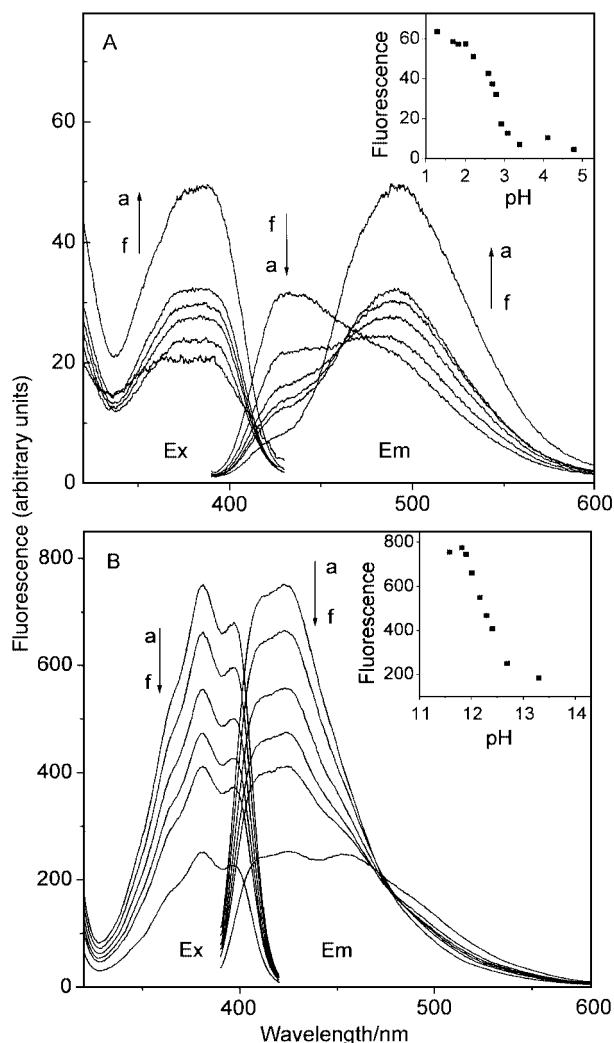 A
Fluorescence
60
40
20
0
1 2 3 4 5
pH
60
40
20
0
a
f
f
a
a
f
Ex
Em
400 500 600
Fluorescence (arbitrary units)
B
Fluorescence
800
600
400
200
11 12 13 14
pH
800
600
400
200
0
a
f
a
f
Ex
Em
400 500 600
Wavelength/nm